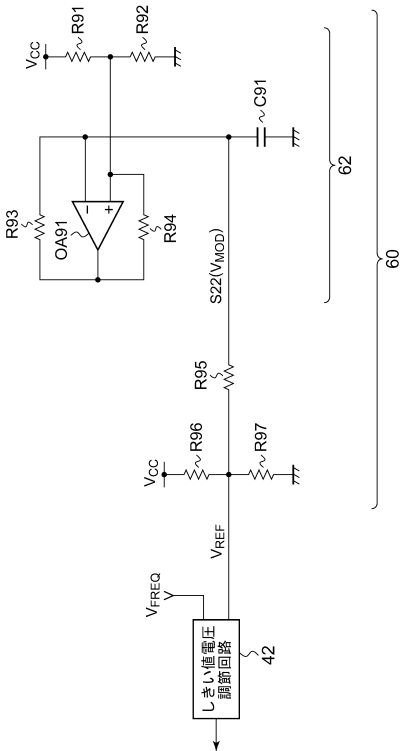 VCC
R91
R92
C91
R93
OA91
−
+
R94
S22(VMOD)
62
60
R95
VCC
R96
R97
VREF
VFREQ
しきい値電圧
調節回路
42